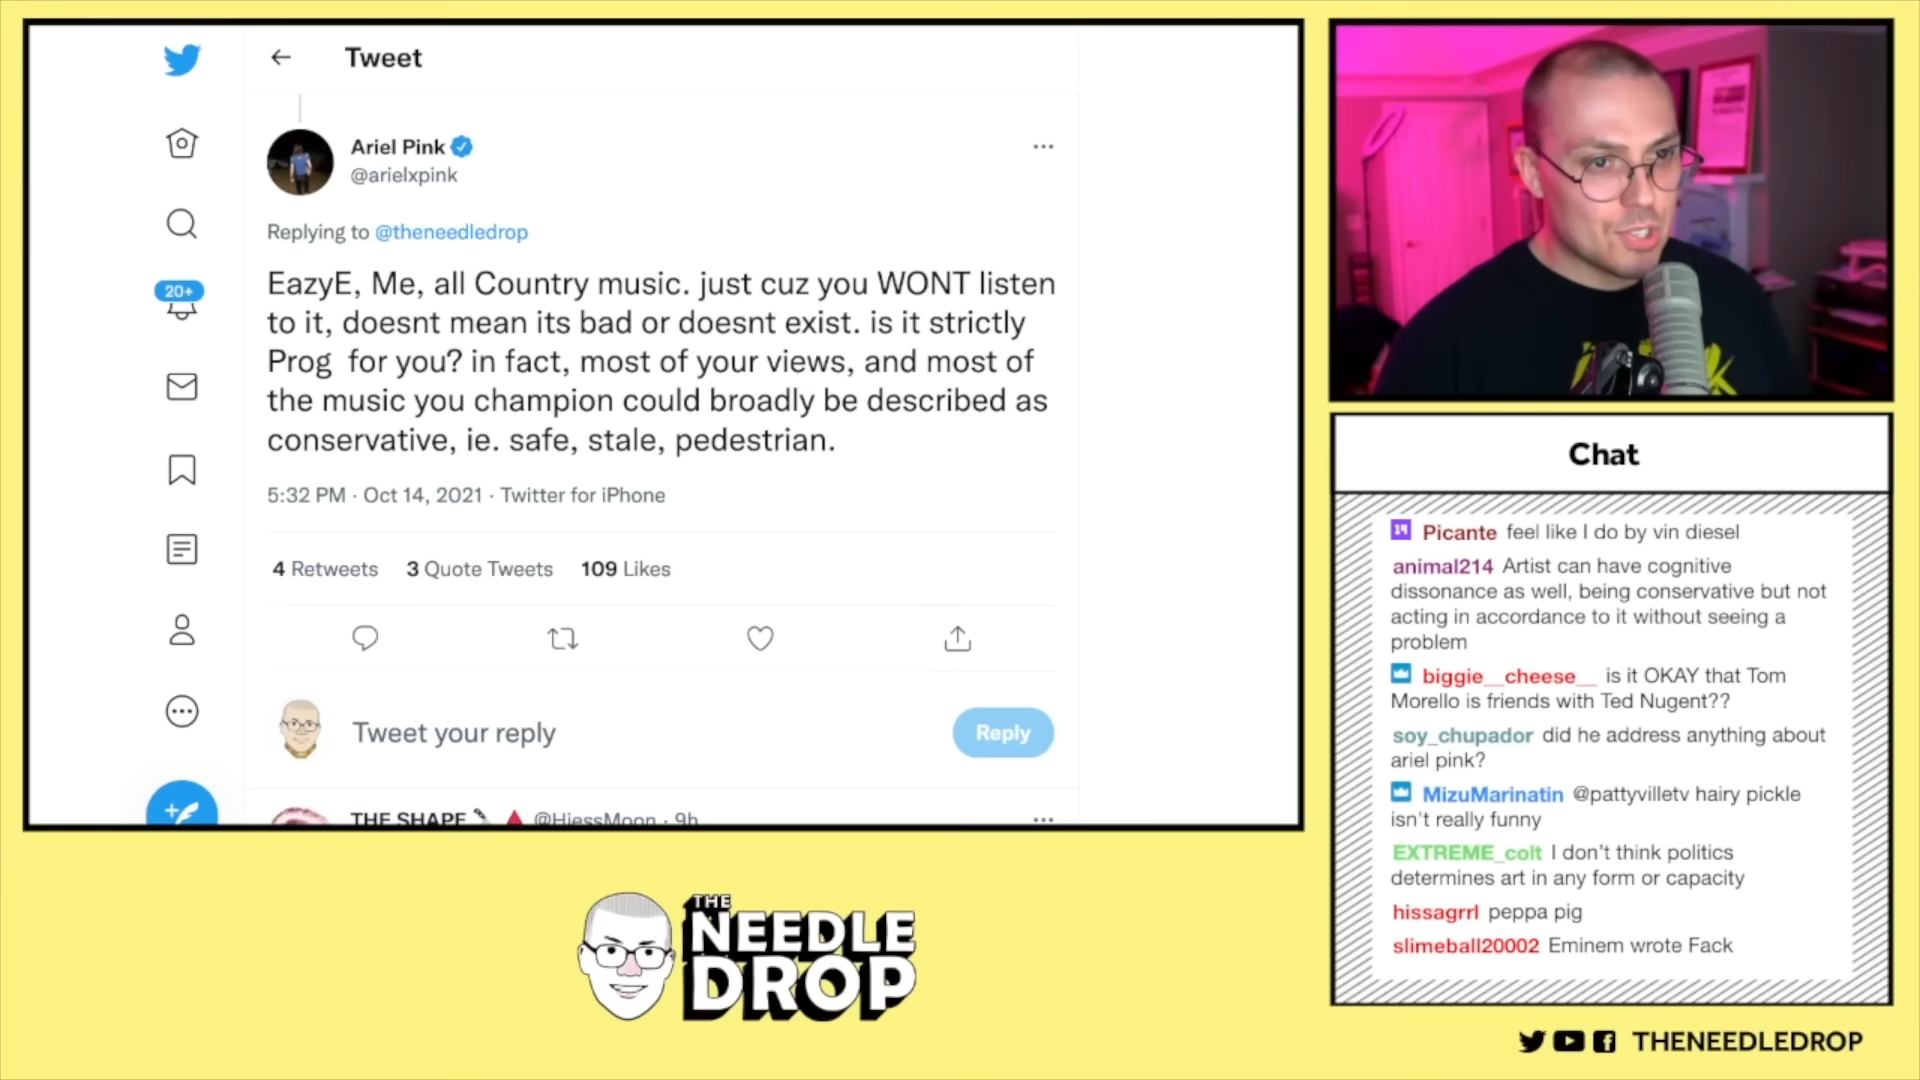 Tweet
Ariel Pink
@arielxpink
Replying to @theneedledrop
EazyE, Me, all Country music. just cuz you WONT listen
to it, doesnt mean its bad or doesnt exist. is it strictly
Prog for you? in fact, most of your views, and most of
the music you champion could broadly be described as
conservative, ie. safe, stale, pedestrian.
5:32 PM · Oct 14, 2021 · Twitter for iPhone
4 Retweets 3 Quote Tweets 109 Likes
20+
Tweet your reply
Reply
THE SHAPE @HiessMoon · 9h
THE
NEEDLE
DROP
Chat
19 Picante feel like I do by vin diesel
animal214 Artist can have cognitive
dissonance as well, being conservative but not
acting in accordance to it without seeing a
problem
biggie__cheese__ is it OKAY that Tom
Morello is friends with Ted Nugent??
soy_chupador did he address anything about
ariel pink?
MizuMarinatin @pattyvilletv hairy pickle
isn't really funny
EXTREME_colt I don't think politics
determines art in any form or capacity
hissagrrl peppa pig
slimeball20002 Eminem wrote Fack
THENEEDLEDROP